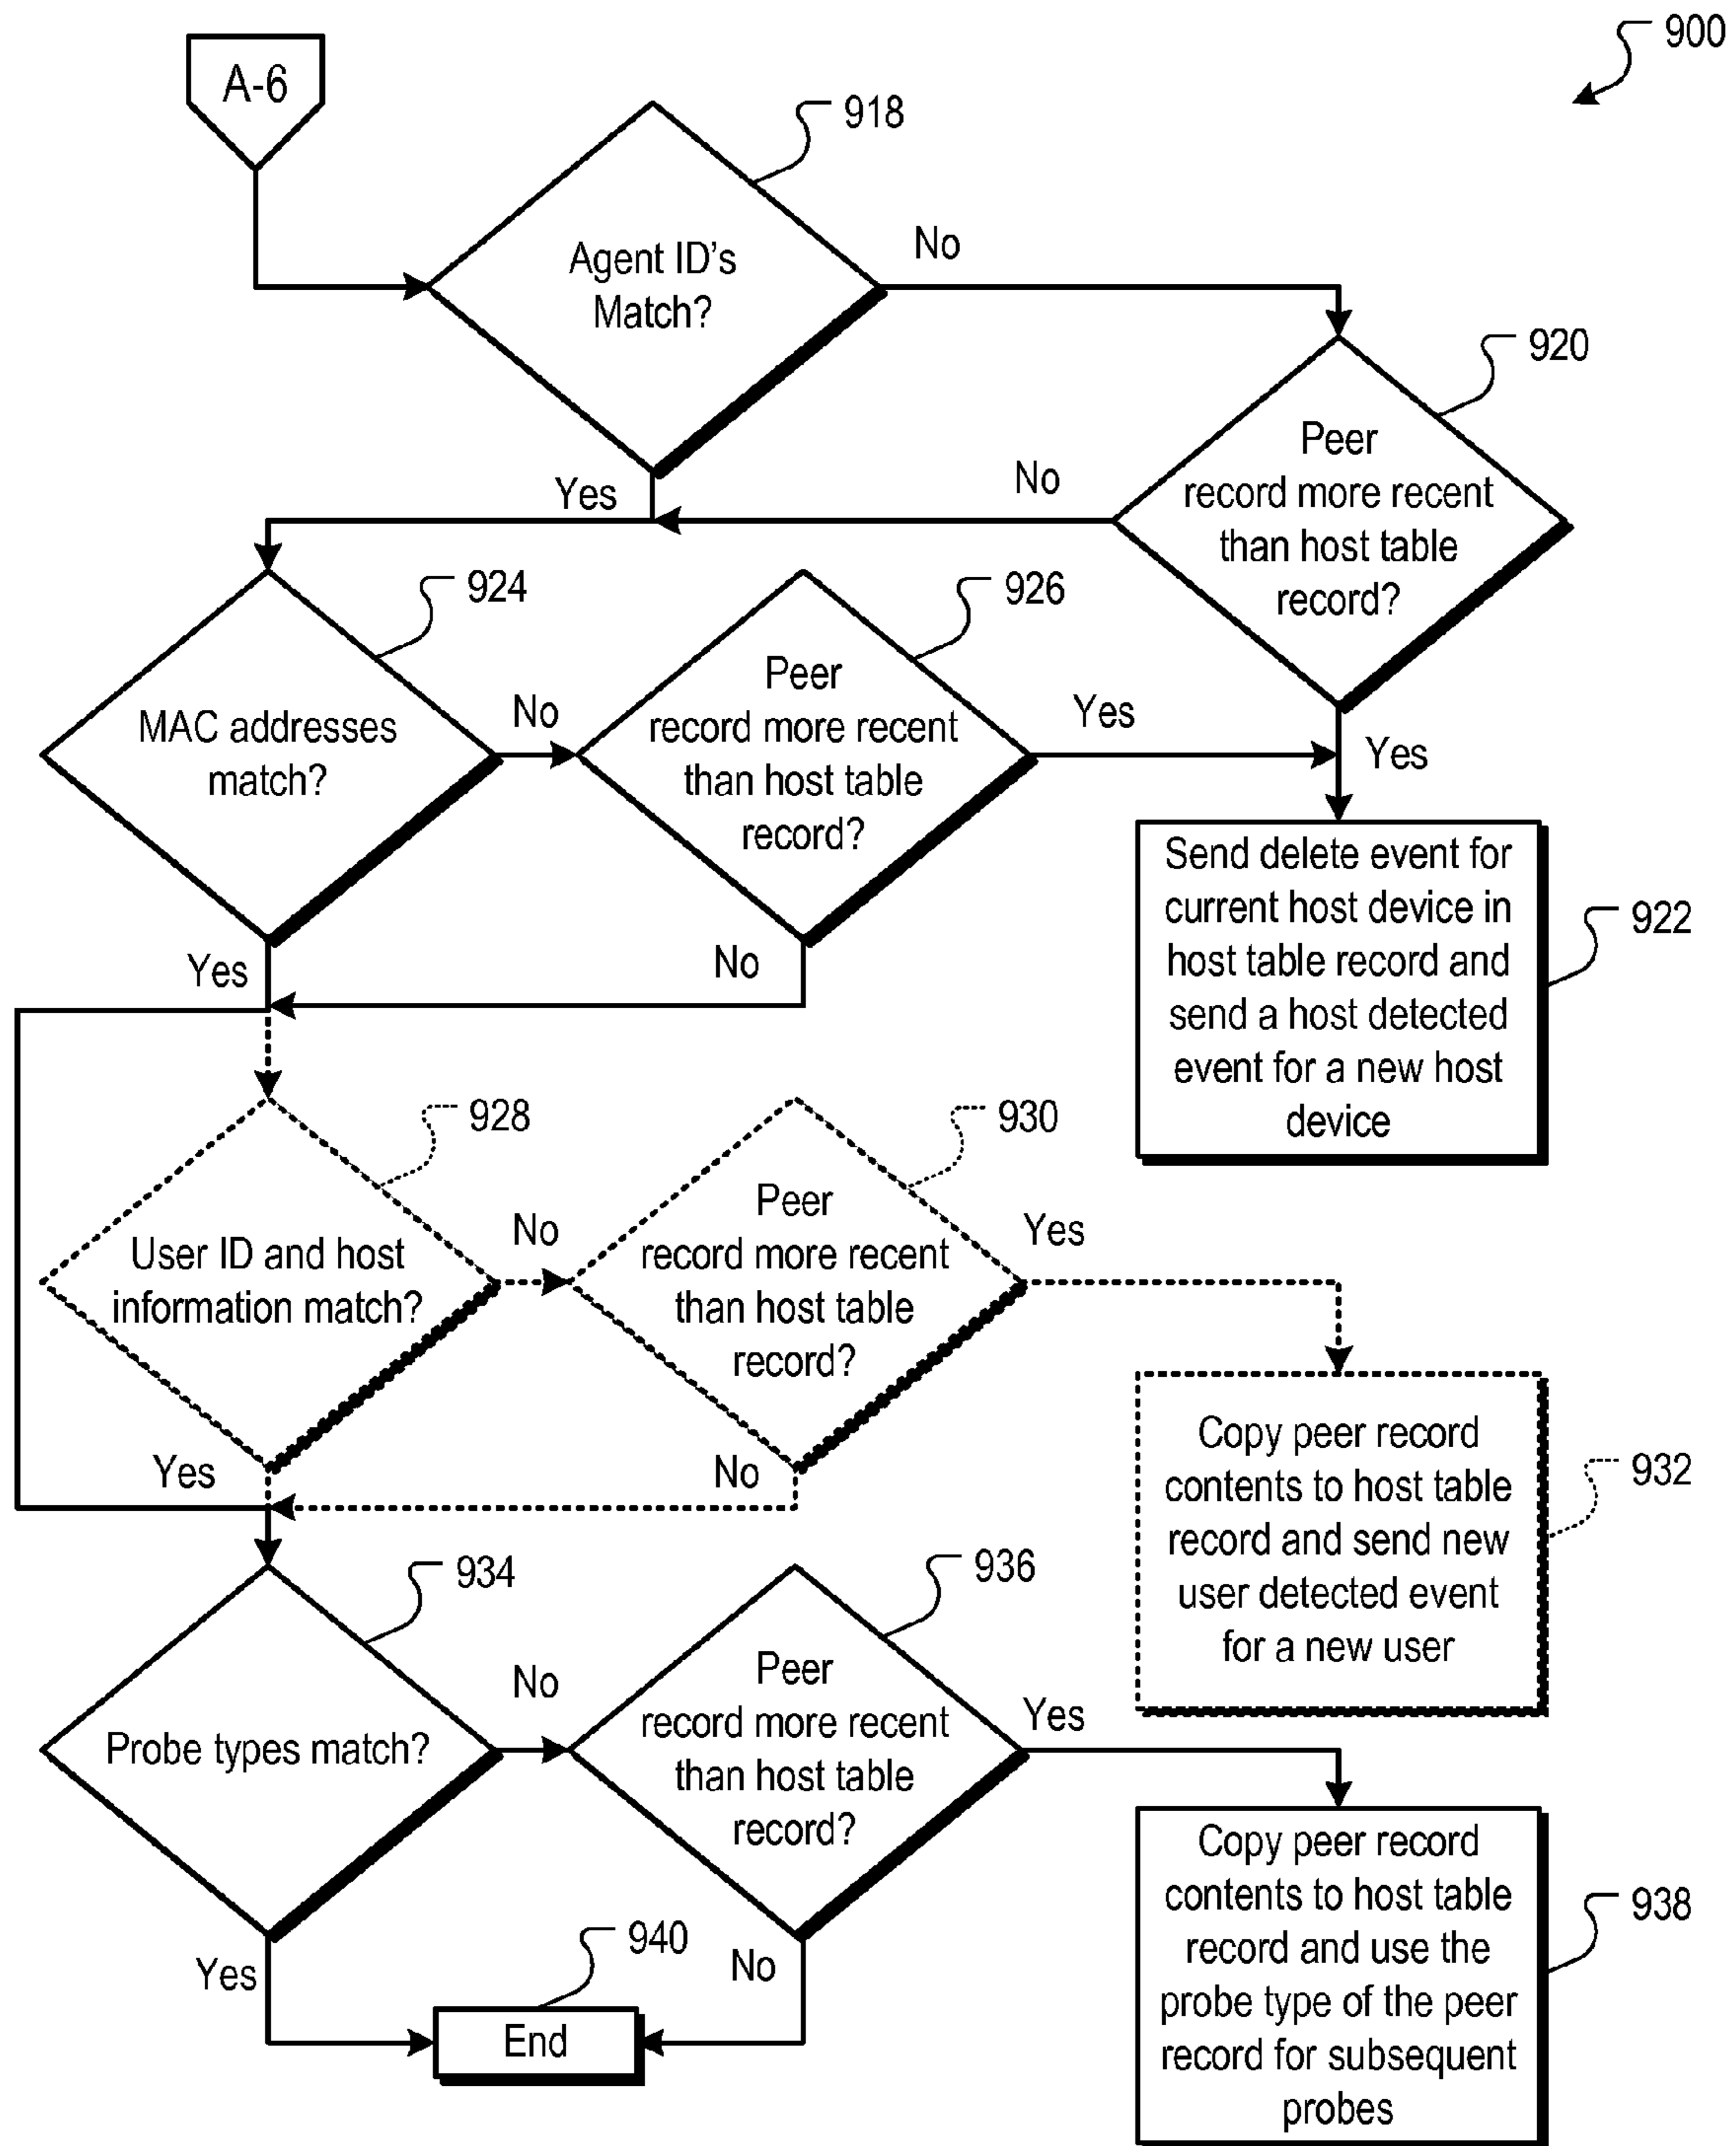 900
A-6
918
Agent ID's
Match?
No
920
Peer
record more recent
than host table
record?
Yes
No
924
MAC addresses
match?
No
926
Peer
record more recent
than host table
record?
Yes
Yes
922
Send delete event for
current host device in
host table record and
send a host detected
event for a new host
device
Yes
No
928
User ID and host
information match?
No
930
Peer
record more recent
than host table
record?
Yes
932
Copy peer record
contents to host table
record and send new
user detected event
for a new user
Yes
No
934
Probe types match?
No
936
Peer
record more recent
than host table
record?
Yes
938
Copy peer record
contents to host table
record and use the
probe type of the peer
record for subsequent
probes
Yes
No
940
End